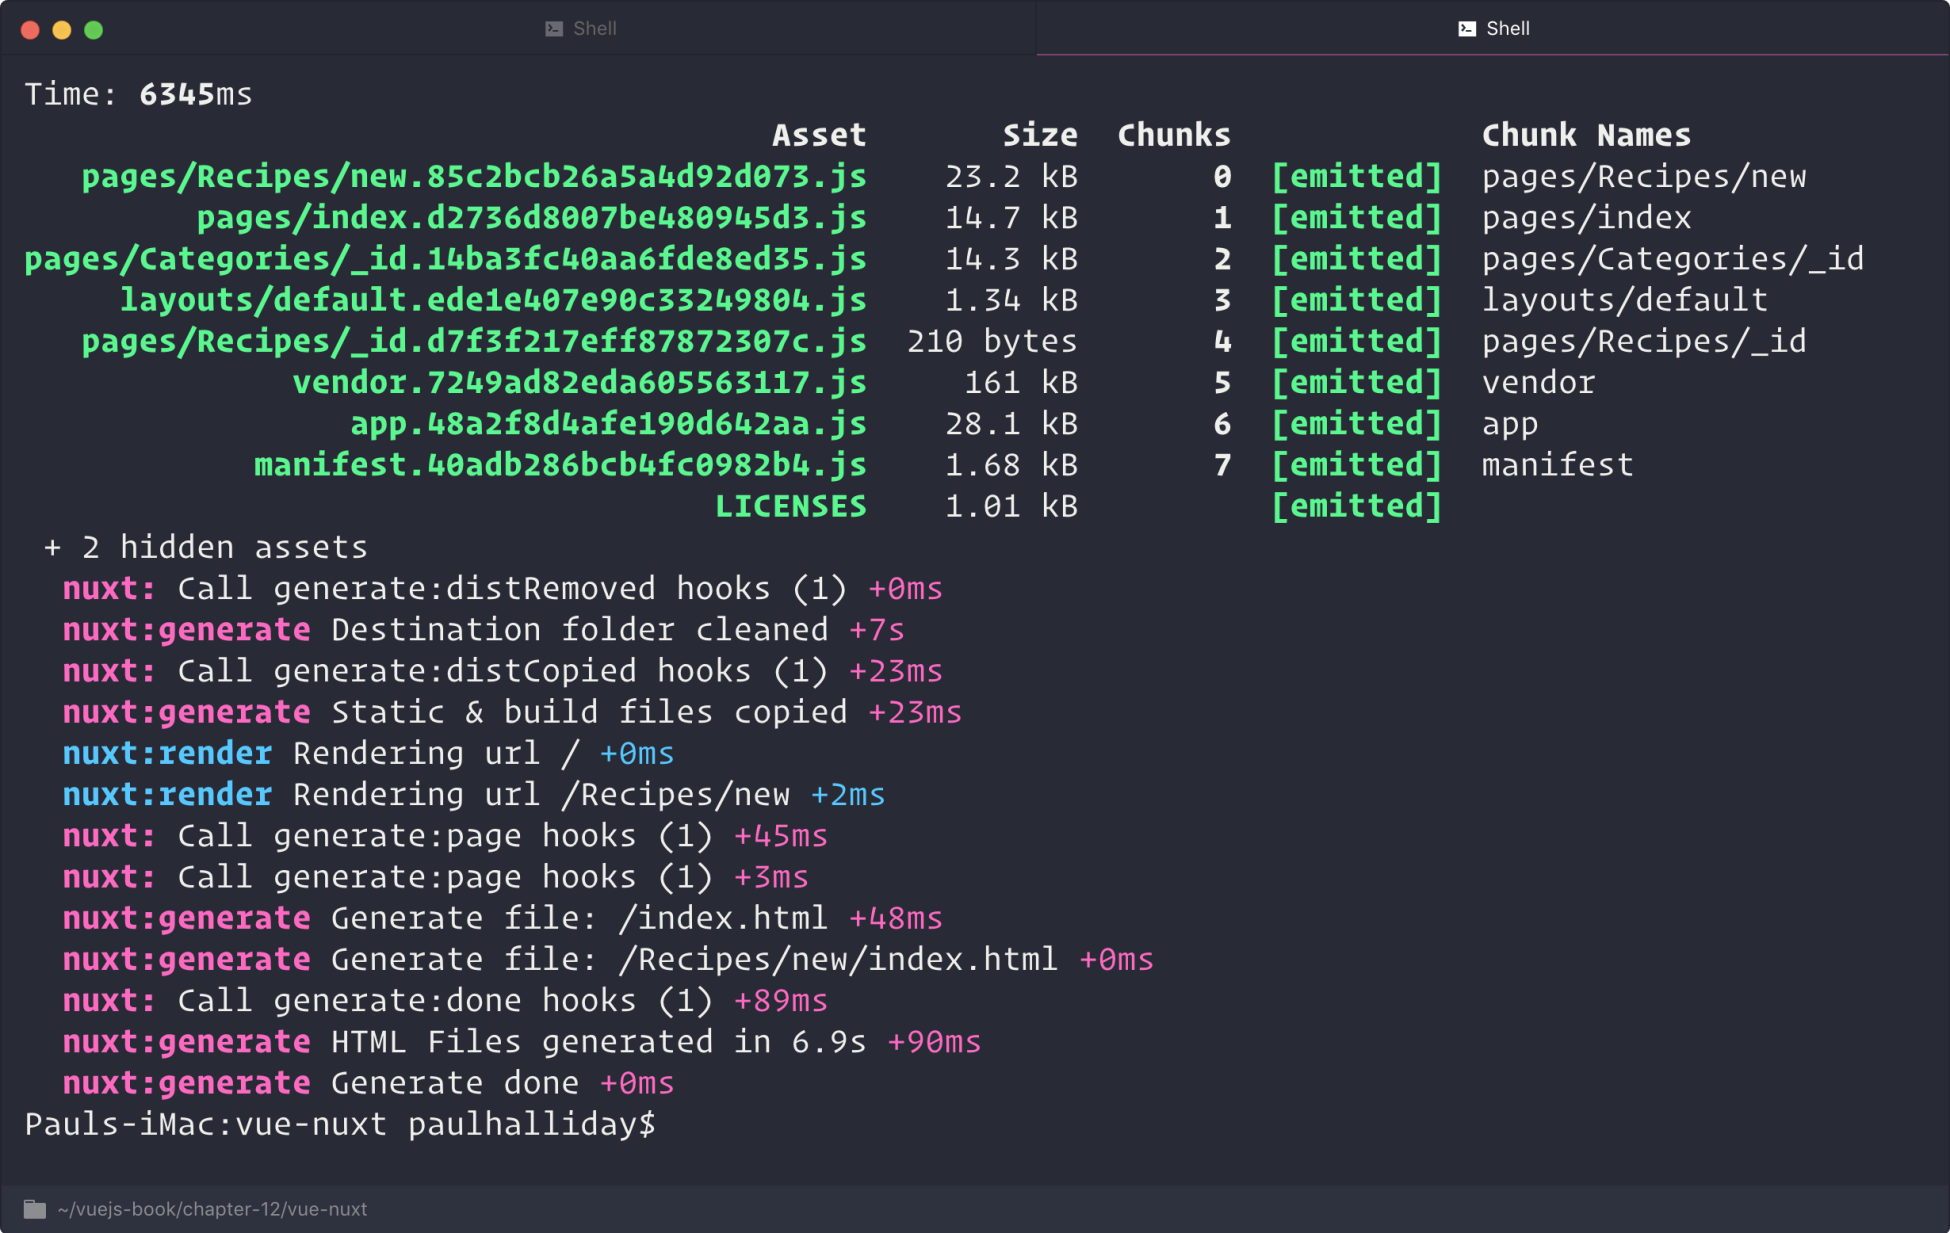 Shell
Shell
Time: 6345ms
Asset Size Chunks Chunk Names
pages/Recipes/new.85c2bcb26a5a4d92d073.js 23.2 kB 0 [emitted] pages/Recipes/new
pages/index.d2736d8007be480945d3.js 14.7 kB 1 [emitted] pages/index
pages/Categories/_id.14ba3fc40aa6fde8ed35.js 14.3 kB 2 [emitted] pages/Categories/_id
layouts/default.ede1e407e90c33249804.js 1.34 kB 3 [emitted] layouts/default
pages/Recipes/_id.d7f3f217eff87872307c.js 210 bytes 4 [emitted] pages/Recipes/_id
vendor.7249ad82eda605563117.js 161 kB 5 [emitted] vendor
app.48a2f8d4afe190d642aa.js 28.1 kB 6 [emitted] app
manifest.40adb286bcb4fc0982b4.js 1.68 kB 7 [emitted] manifest
LICENSES 1.01 kB [emitted]
+ 2 hidden assets
nuxt: Call generate:distRemoved hooks (1) +0ms
nuxt:generate Destination folder cleaned +7s
nuxt: Call generate:distCopied hooks (1) +23ms
nuxt:generate Static & build files copied +23ms
nuxt:render Rendering url / +0ms
nuxt:render Rendering url /Recipes/new +2ms
nuxt: Call generate:page hooks (1) +45ms
nuxt: Call generate:page hooks (1) +3ms
nuxt:generate Generate file: /index.html +48ms
nuxt:generate Generate file: /Recipes/new/index.html +0ms
nuxt: Call generate:done hooks (1) +89ms
nuxt:generate HTML Files generated in 6.9s +90ms
nuxt:generate Generate done +0ms
Pauls-iMac:vue-nuxt paulhalliday$
~/vuejs-book/chapter-12/vue-nuxt